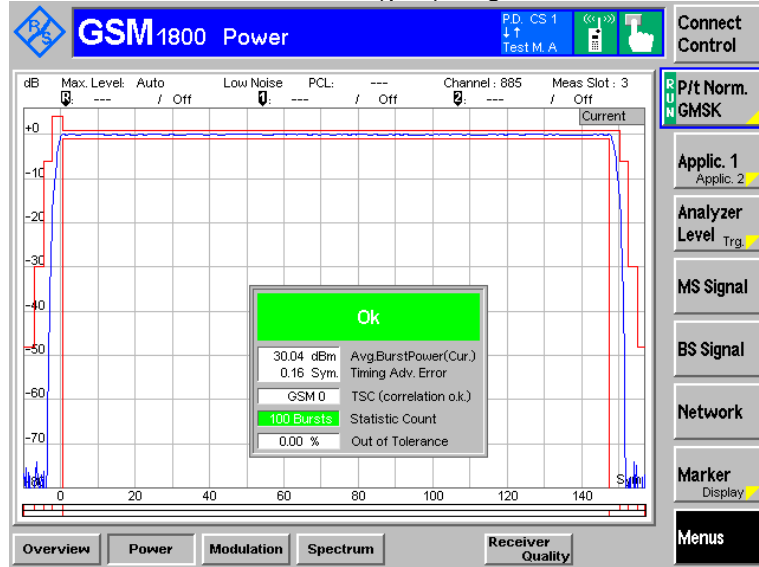 R&S GSM1800 Power
P.D. CS 1
Test M. A
Connect Control
dB Max. Level: Auto Low Noise PCL: --- Channel : 885 Meas Slot : 3
--- / Off 1: --- / Off 2: --- / Off
Current
+0
-10
-20
-30
-40
-50
-60
-70
Ok
30.04 dBm Avg.BurstPower(Cur.)
0.16 Sym. Timing Adv. Error
GSM 0 TSC (correlation o.k.)
100 Bursts Statistic Count
0.00 % Out of Tolerance
0 20 40 60 80 100 120 140
RUN
P/t Norm.
GMSK
Applic. 1
Applic. 2
Analyzer
Level Trg.
MS Signal
BS Signal
Network
Marker
Display
Menus
Overview Power Modulation Spectrum Receiver Quality